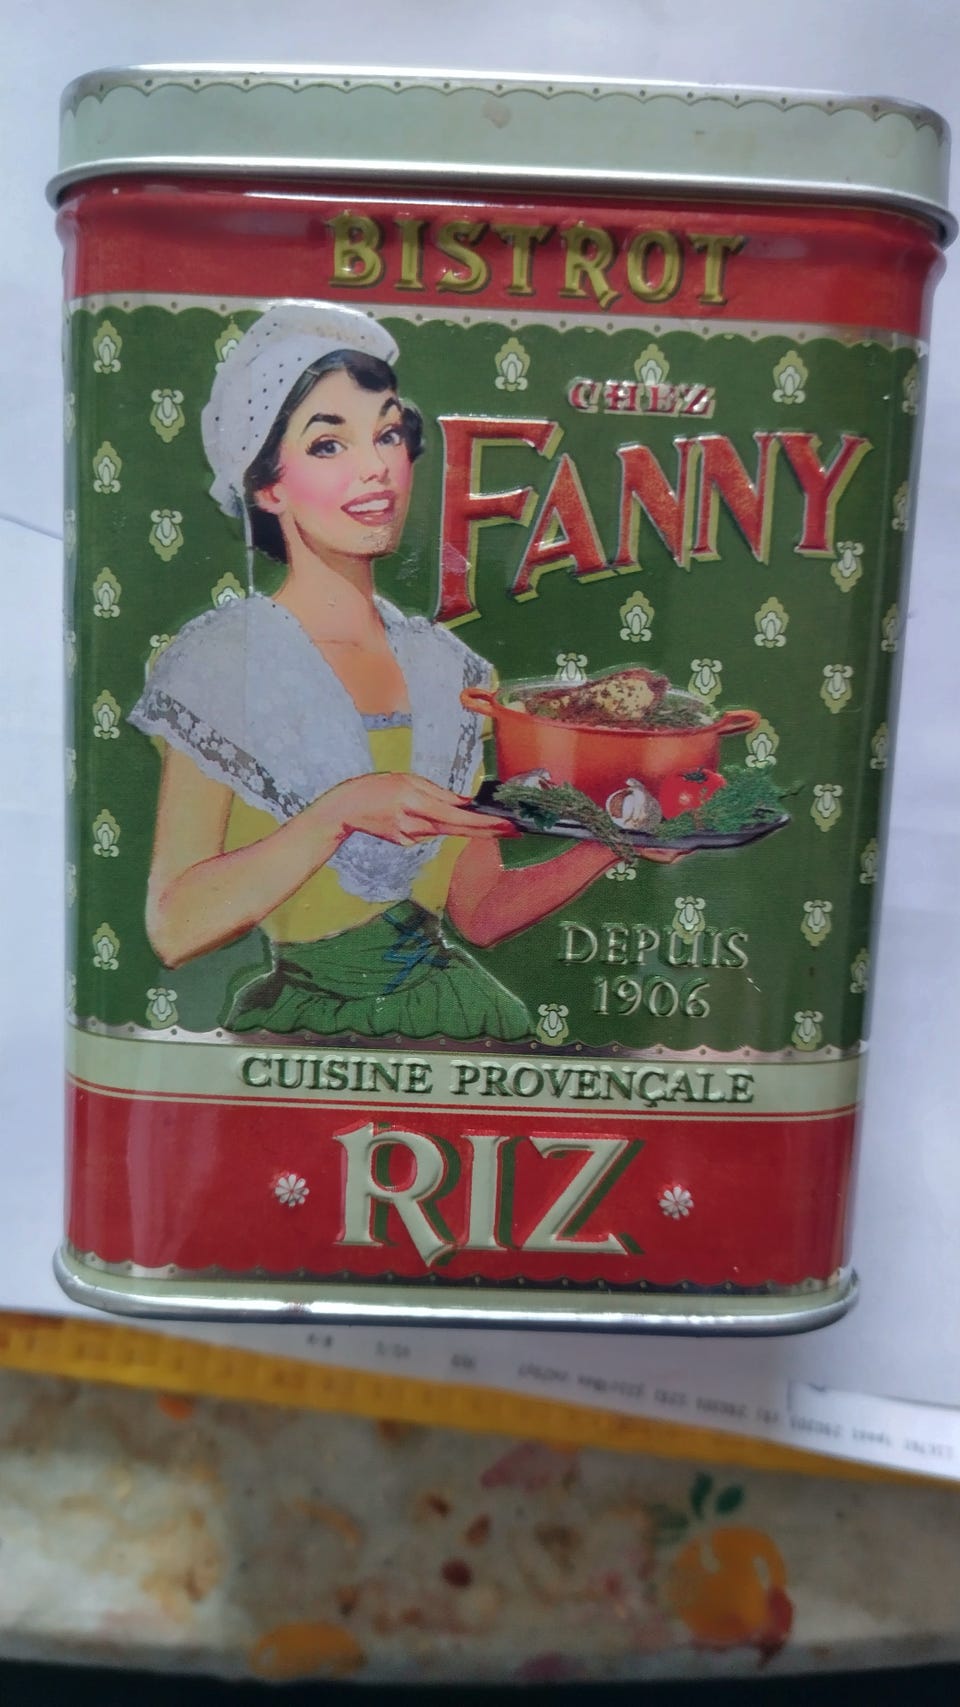 BISTROT
CHEZ
FANNY
DEPUIS
1906
CUISINE PROVENÇALE
RIZ